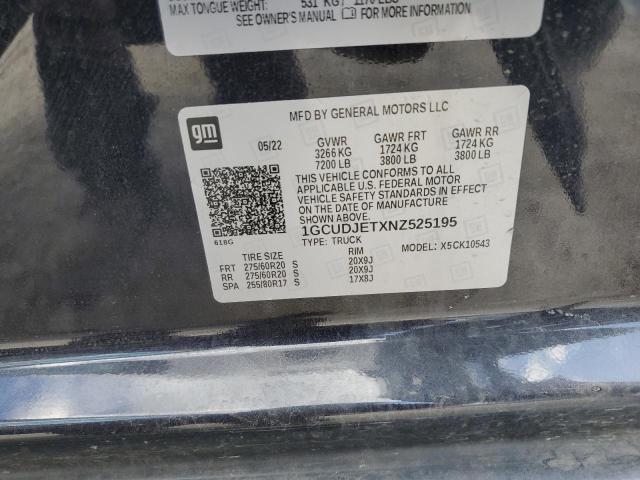 MAX TONGUE WEIGHT: 531 KG / 1170 LBS
SEE OWNER'S MANUAL FOR MORE INFORMATION
gm
MFD BY GENERAL MOTORS LLC
05/22 GVWR GAWR FRT GAWR RR
3266 KG 1724 KG 1724 KG
7200 LB 3800 LB 3800 LB
THIS VEHICLE CONFORMS TO ALL
APPLICABLE U.S. FEDERAL MOTOR
VEHICLE SAFETY STANDARDS IN EFFECT
ON THE DATE OF MANUFACTURE
SHOWN ABOVE.
1GCUDJETXNZ525195
618G
TYPE: TRUCK MODEL: X5CK10543
TIRE SIZE RIM
FRT 275/60R20 S 20X9J
RR 275/60R20 S 20X9J
SPA 255/80R17 S 17X8J